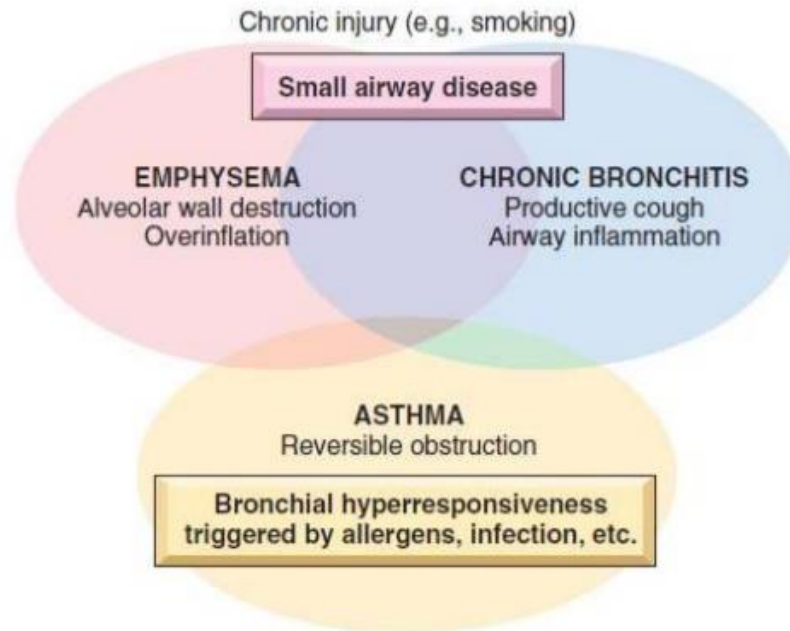 Chronic injury (e.g., smoking)
Small airway disease
EMPHYSEMA
Alveolar wall destruction
Overinflation
CHRONIC BRONCHITIS
Productive cough
Airway inflammation
ASTHMA
Reversible obstruction
Bronchial hyperresponsiveness
triggered by allergens, infection, etc.